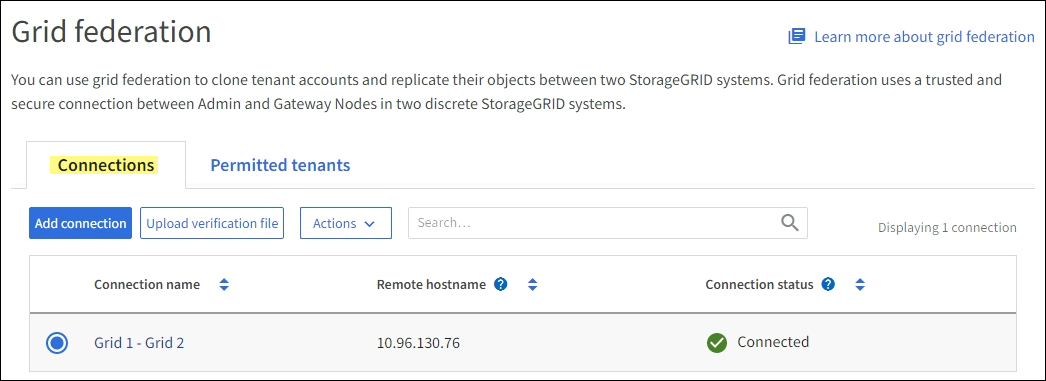 Grid federation
Learn more about grid federation
You can use grid federation to clone tenant accounts and replicate their objects between two StorageGRID systems. Grid federation uses a trusted and
secure connection between Admin and Gateway Nodes in two discrete StorageGRID systems.
Connections Permitted tenants
Add connection Upload verification file Actions Search... Displaying 1 connection
Connection name Remote hostname ? Connection status ?
Grid 1 - Grid 2 10.96.130.76 Connected